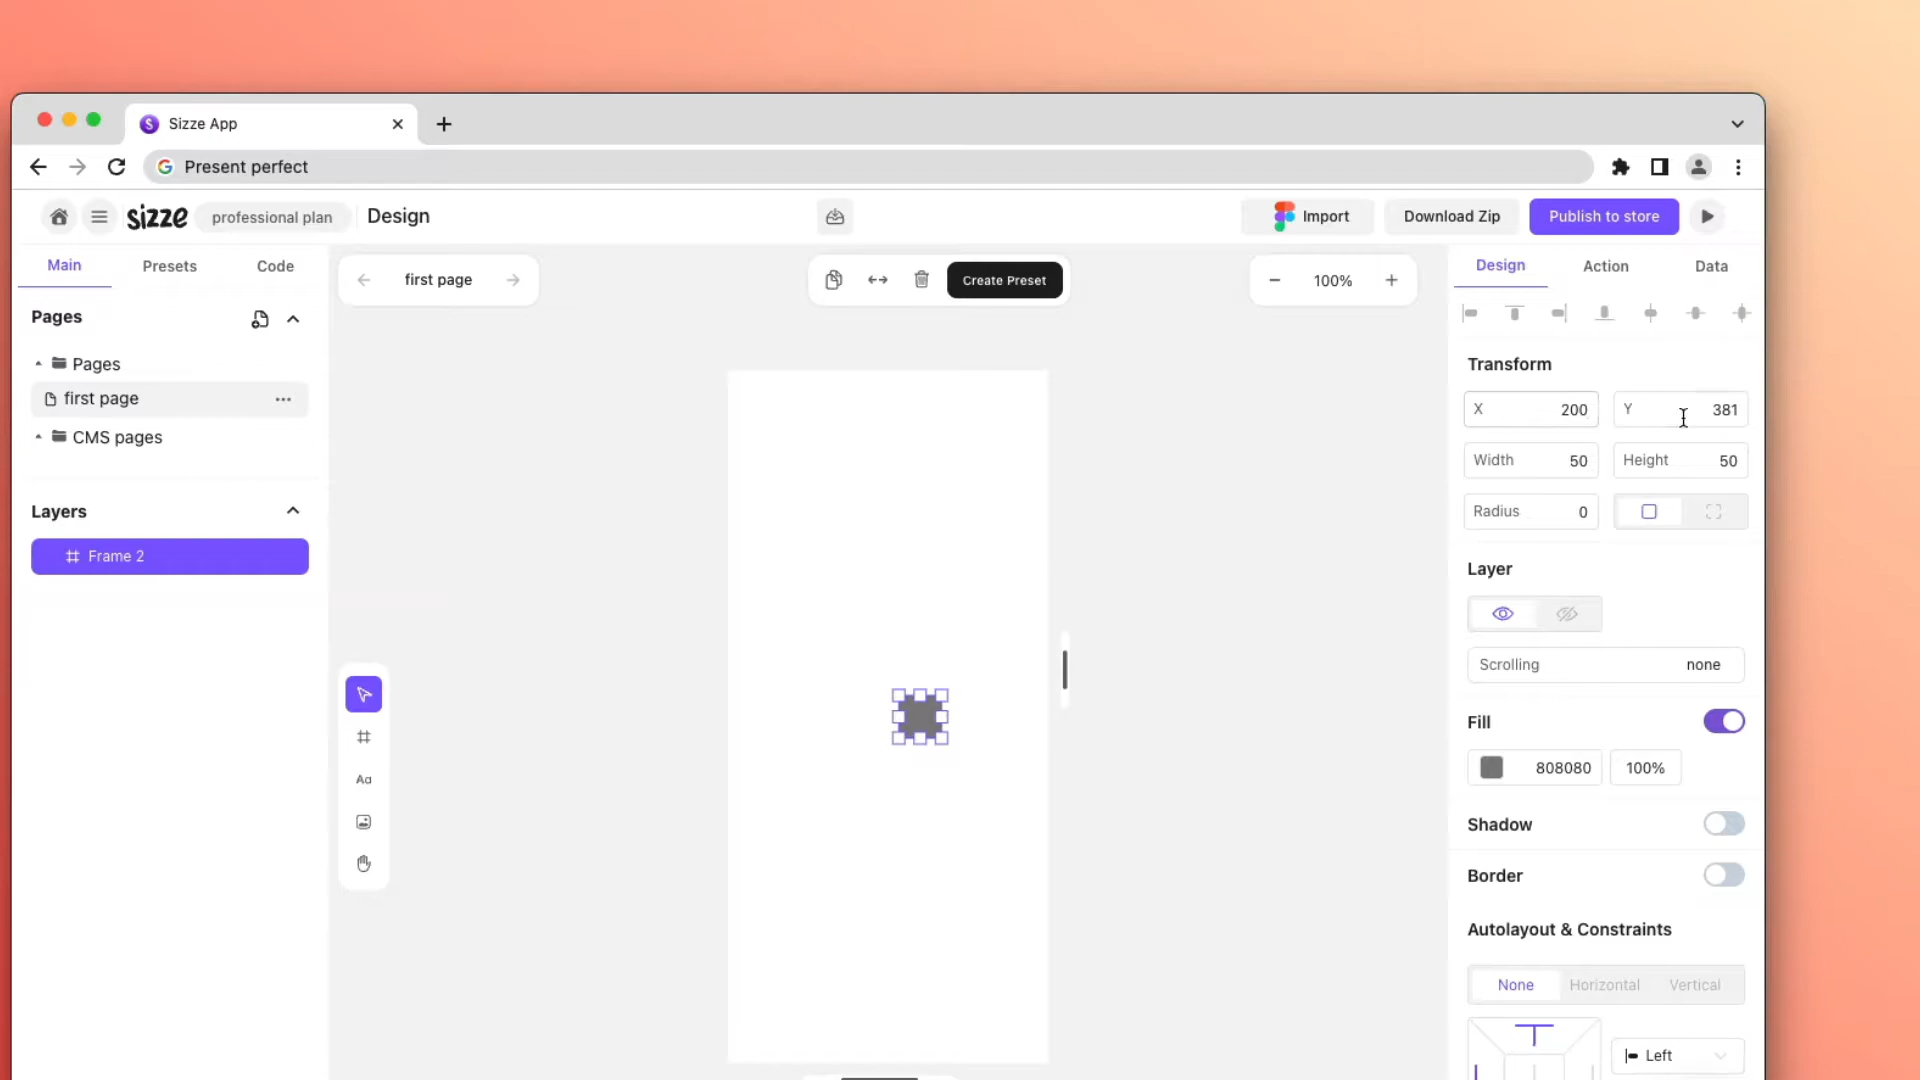 Sizze App
Present perfect
sizze
professional plan
Design
Import
Download Zip
Publish to store
Main
Presets
Code
first page
Create Preset
100%
Design
Action
Data
Pages
Pages
first page
CMS pages
Layers
Frame 2
Aa
Transform
X 200
Y 381
Width 50
Height 50
Radius 0
Layer
Scrolling none
Fill
808080 100%
Shadow
Border
Autolayout & Constraints
None Horizontal Vertical
Left